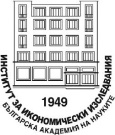 1949
ИНСТИТУТ ЗА ИКОНОМИЧЕСКИ ИЗСЛЕДВАНИЯ
БЪЛГАРСКА АКАДЕМИЯ НА НАУКИТЕ